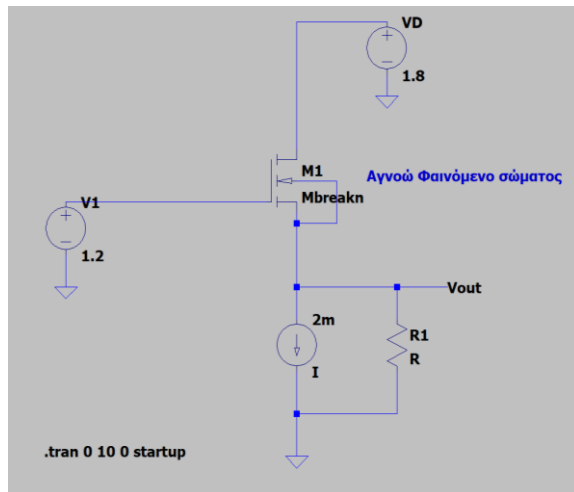 VD
1.8
M1
Mbreakn
Αγνοώ Φαινόμενο σώματος
V1
1.2
Vout
2m
I
R1
R
.tran 0 10 0 startup